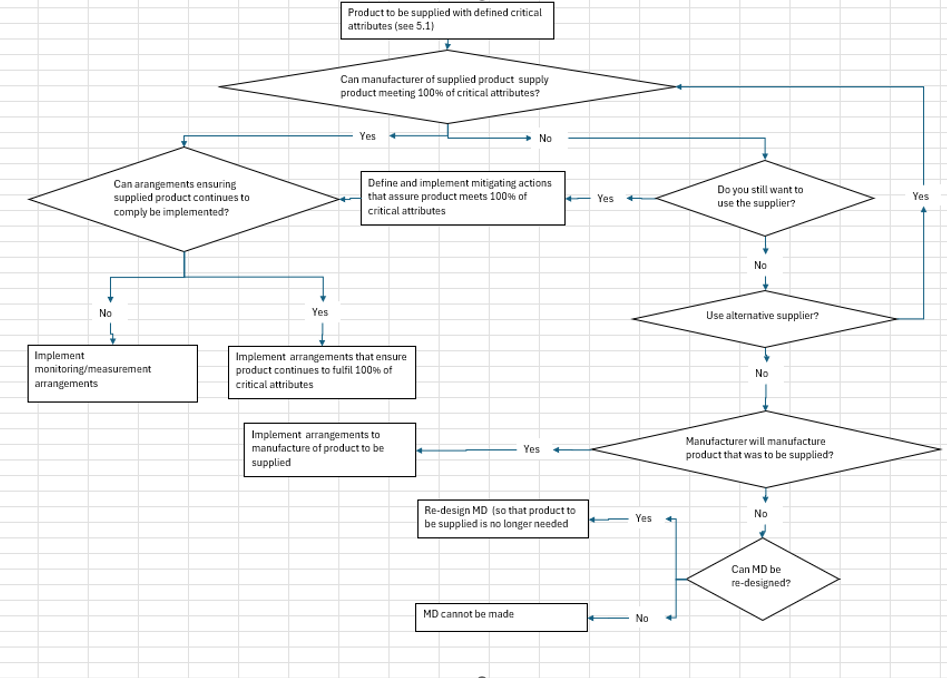 Product to be supplied with defined critical
attributes (see 5.1)
Can manufacturer of supplied product supply
product meeting 100% of critical attributes?
Yes
No
Can arangements ensuring
supplied product continues to
comply be implemented?
Define and implement mitigating actions
that assure product meets 100% of
critical attributes
Yes
Do you still want to
use the supplier?
Yes
No
Use alternative supplier?
No
Yes
Implement
monitoring/measurement
arrangements
Implement arrangements that ensure
product continues to fulfil 100% of
critical attributes
No
Implement arrangements to
manufacture of product to be
supplied
Yes
Manufacturer will manufacture
product that was to be supplied?
No
Re-design MD (so that product to
be supplied is no longer needed
Yes
Can MD be
re-designed?
MD cannot be made
No